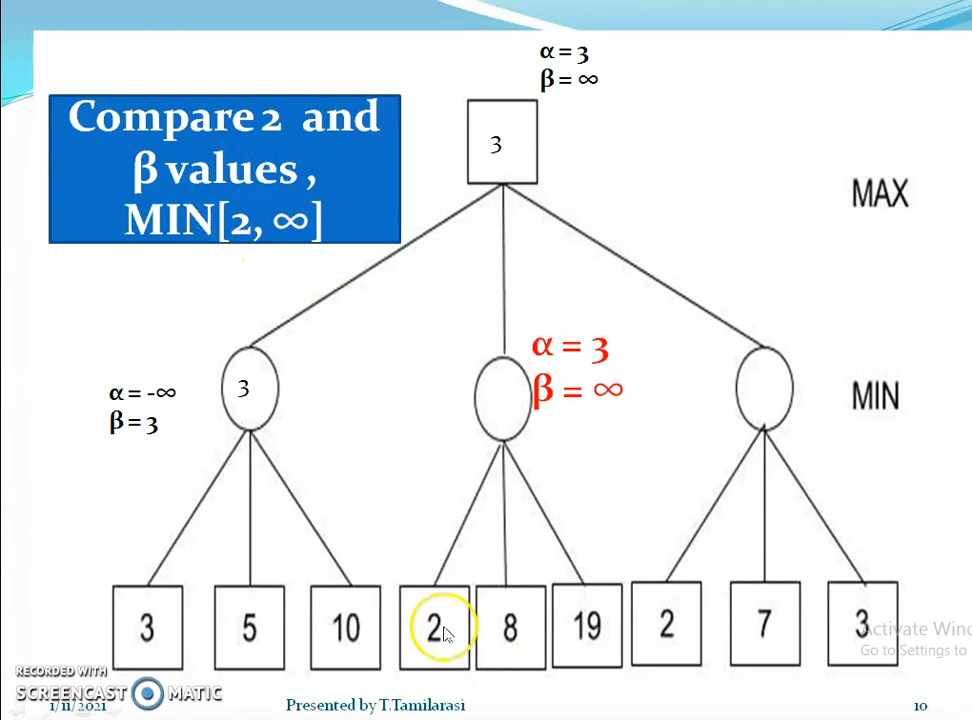 α = 3
β = ∞
Compare 2 and
β values ,
MIN[2, ∞]
3
MAX
α = 3
β = ∞
α = -∞
β = 3
3
MIN
3 5 10 2 8 19 2 7 3
Activate Wind
Go to Settings to
RECORDED WITH
SCREENCAST MATIC
1/11/2021 Presented by T.Tamilarasi 10